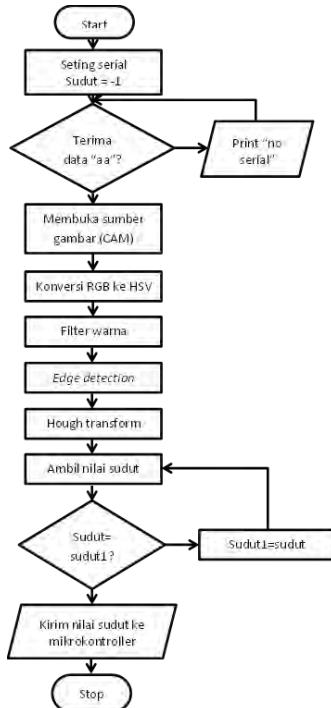 Start
Seting serial
Sudut = -1
Terima
data "aa"?
Print "no
serial"
Membuka sumber
gambar (CAM)
Konversi RGB ke HSV
Filter warna
Edge detection
Hough transform
Ambil nilai sudut
Sudut=
sudut1?
Sudut1=sudut
Kirim nilai sudut ke
mikrokontroller
Stop